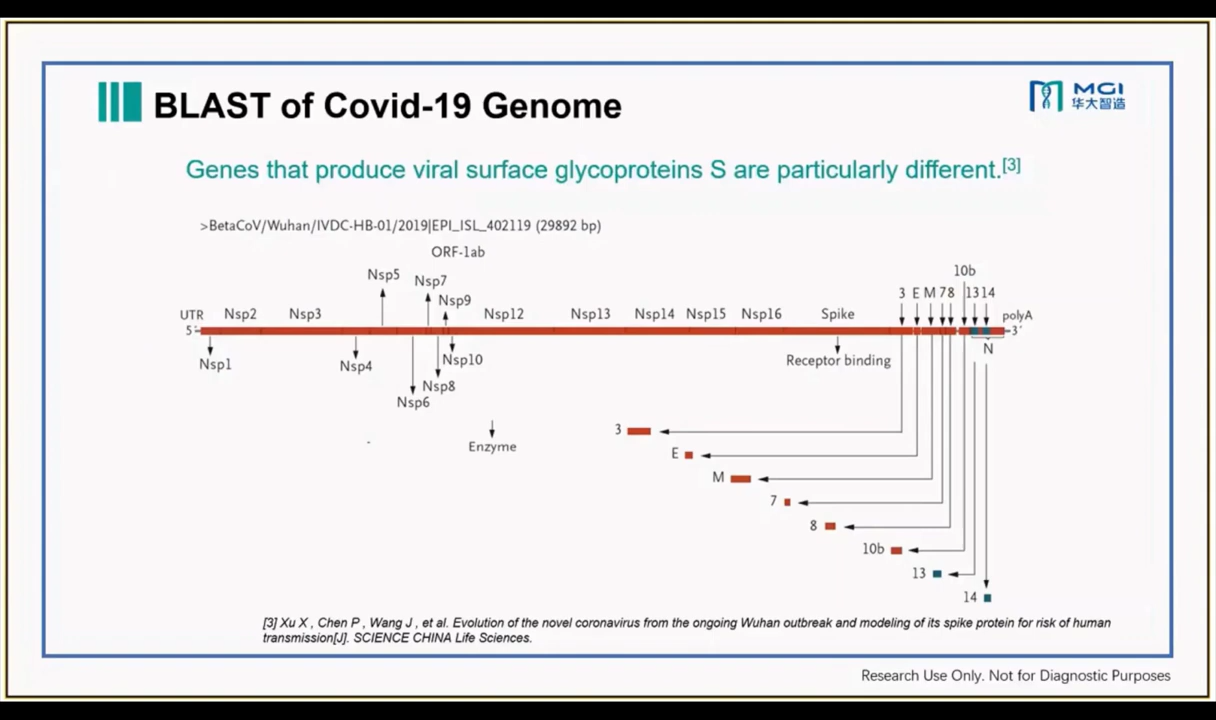 BLAST of Covid-19 Genome
MGI
华大智造
Genes that produce viral surface glycoproteins S are particularly different.[3]
>BetaCoV/Wuhan/IVDC-HB-01/2019|EPI_ISL_402119 (29892 bp)
ORF-1ab
10b
Nsp5
Nsp7
3 E M 7 8 13 14
Nsp9
UTR Nsp2 Nsp3 Nsp12 Nsp13 Nsp14 Nsp15 Nsp16 Spike polyA
5′ 3′
N
Nsp1 Nsp4 Nsp10 Receptor binding
Nsp8
Nsp6
3
Enzyme
E
M
7
8
10b
13
14
[3] Xu X , Chen P , Wang J , et al. Evolution of the novel coronavirus from the ongoing Wuhan outbreak and modeling of its spike protein for risk of human
transmission[J]. SCIENCE CHINA Life Sciences.
Research Use Only. Not for Diagnostic Purposes